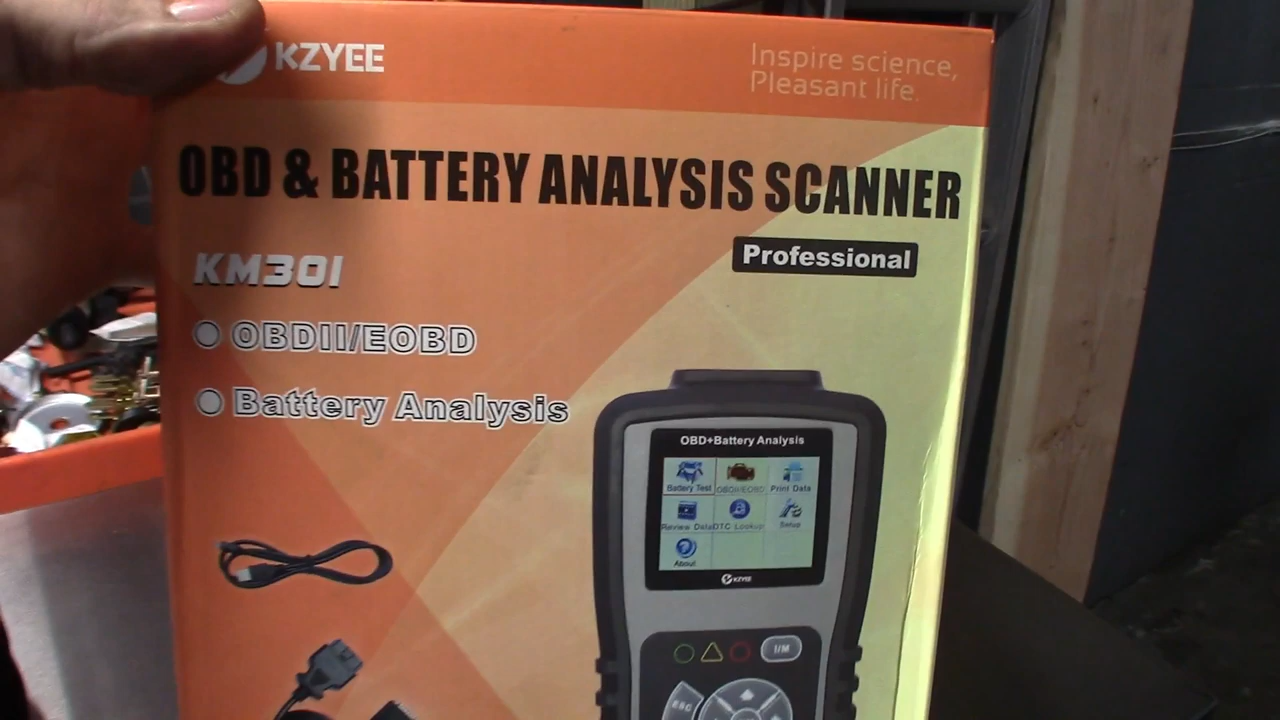 KZYEE
Inspire science,
Pleasant life.
OBD & BATTERY ANALYSIS SCANNER
KM301
Professional
OBDII/EOBD
Battery Analysis
OBD+Battery Analysis
Battery Test OBDII/EOBD Print Data
Review Data DTC Lookup Setup
About
KZYEE
I/M
ESC